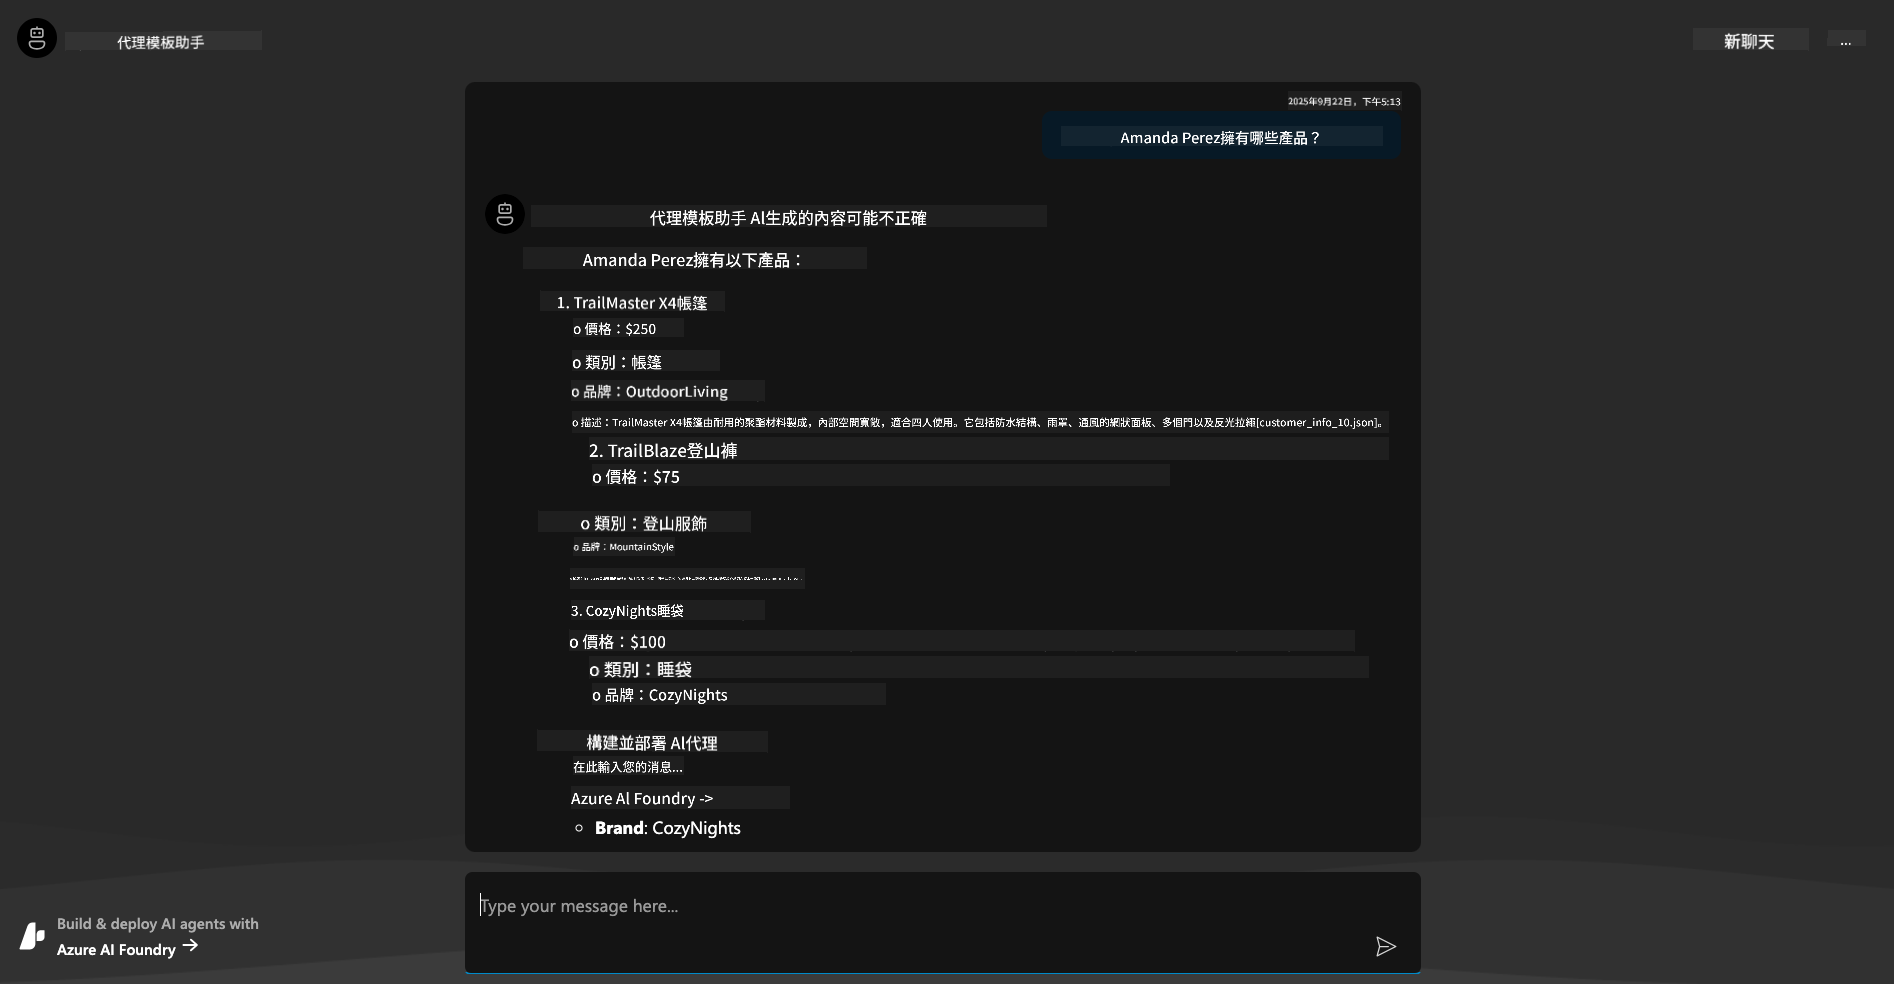 代理模板助手
新聊天
...
2025年9月22日，下午5:13
Amanda Perez擁有哪些產品？
代理模板助手 AI生成的內容可能不正確
Amanda Perez擁有以下產品：
1. TrailMaster X4帳篷
o 價格：$250
o 類別：帳篷
o 品牌：OutdoorLiving
o 描述：TrailMaster X4帳篷由耐用的聚酯材料製成，內部空間寬敞，適合四人使用。它包括防水結構、雨罩、通風的網狀面板、多個門以及反光拉繩[customer_info_10.json]。
2. TrailBlaze登山褲
o 價格：$75
o 類別：登山服飾
o 品牌：MountainStyle
3. CozyNights睡袋
o 價格：$100
o 類別：睡袋
o 品牌：CozyNights
構建並部署 AI代理
在此輸入您的消息...
Azure AI Foundry ->
○ Brand: CozyNights
Type your message here...
Build & deploy AI agents with
Azure AI Foundry →